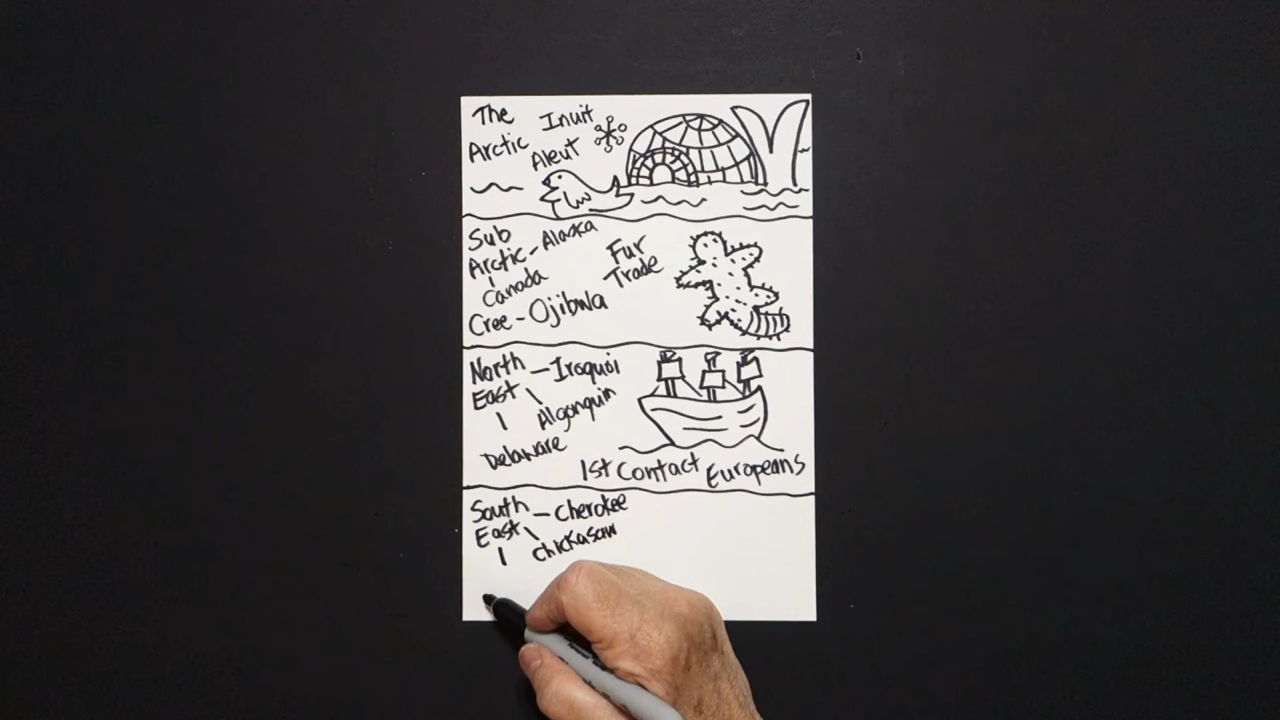 The
Arctic
Inuit
Aleut
Sub
Arctic - Alaska
Canada
Cree - Ojibwa
Fur
Trade
North
East
- Iroquoi
Algonquin
Delaware
1st Contact Europeans
South
East
- Cherokee
Chickasaw